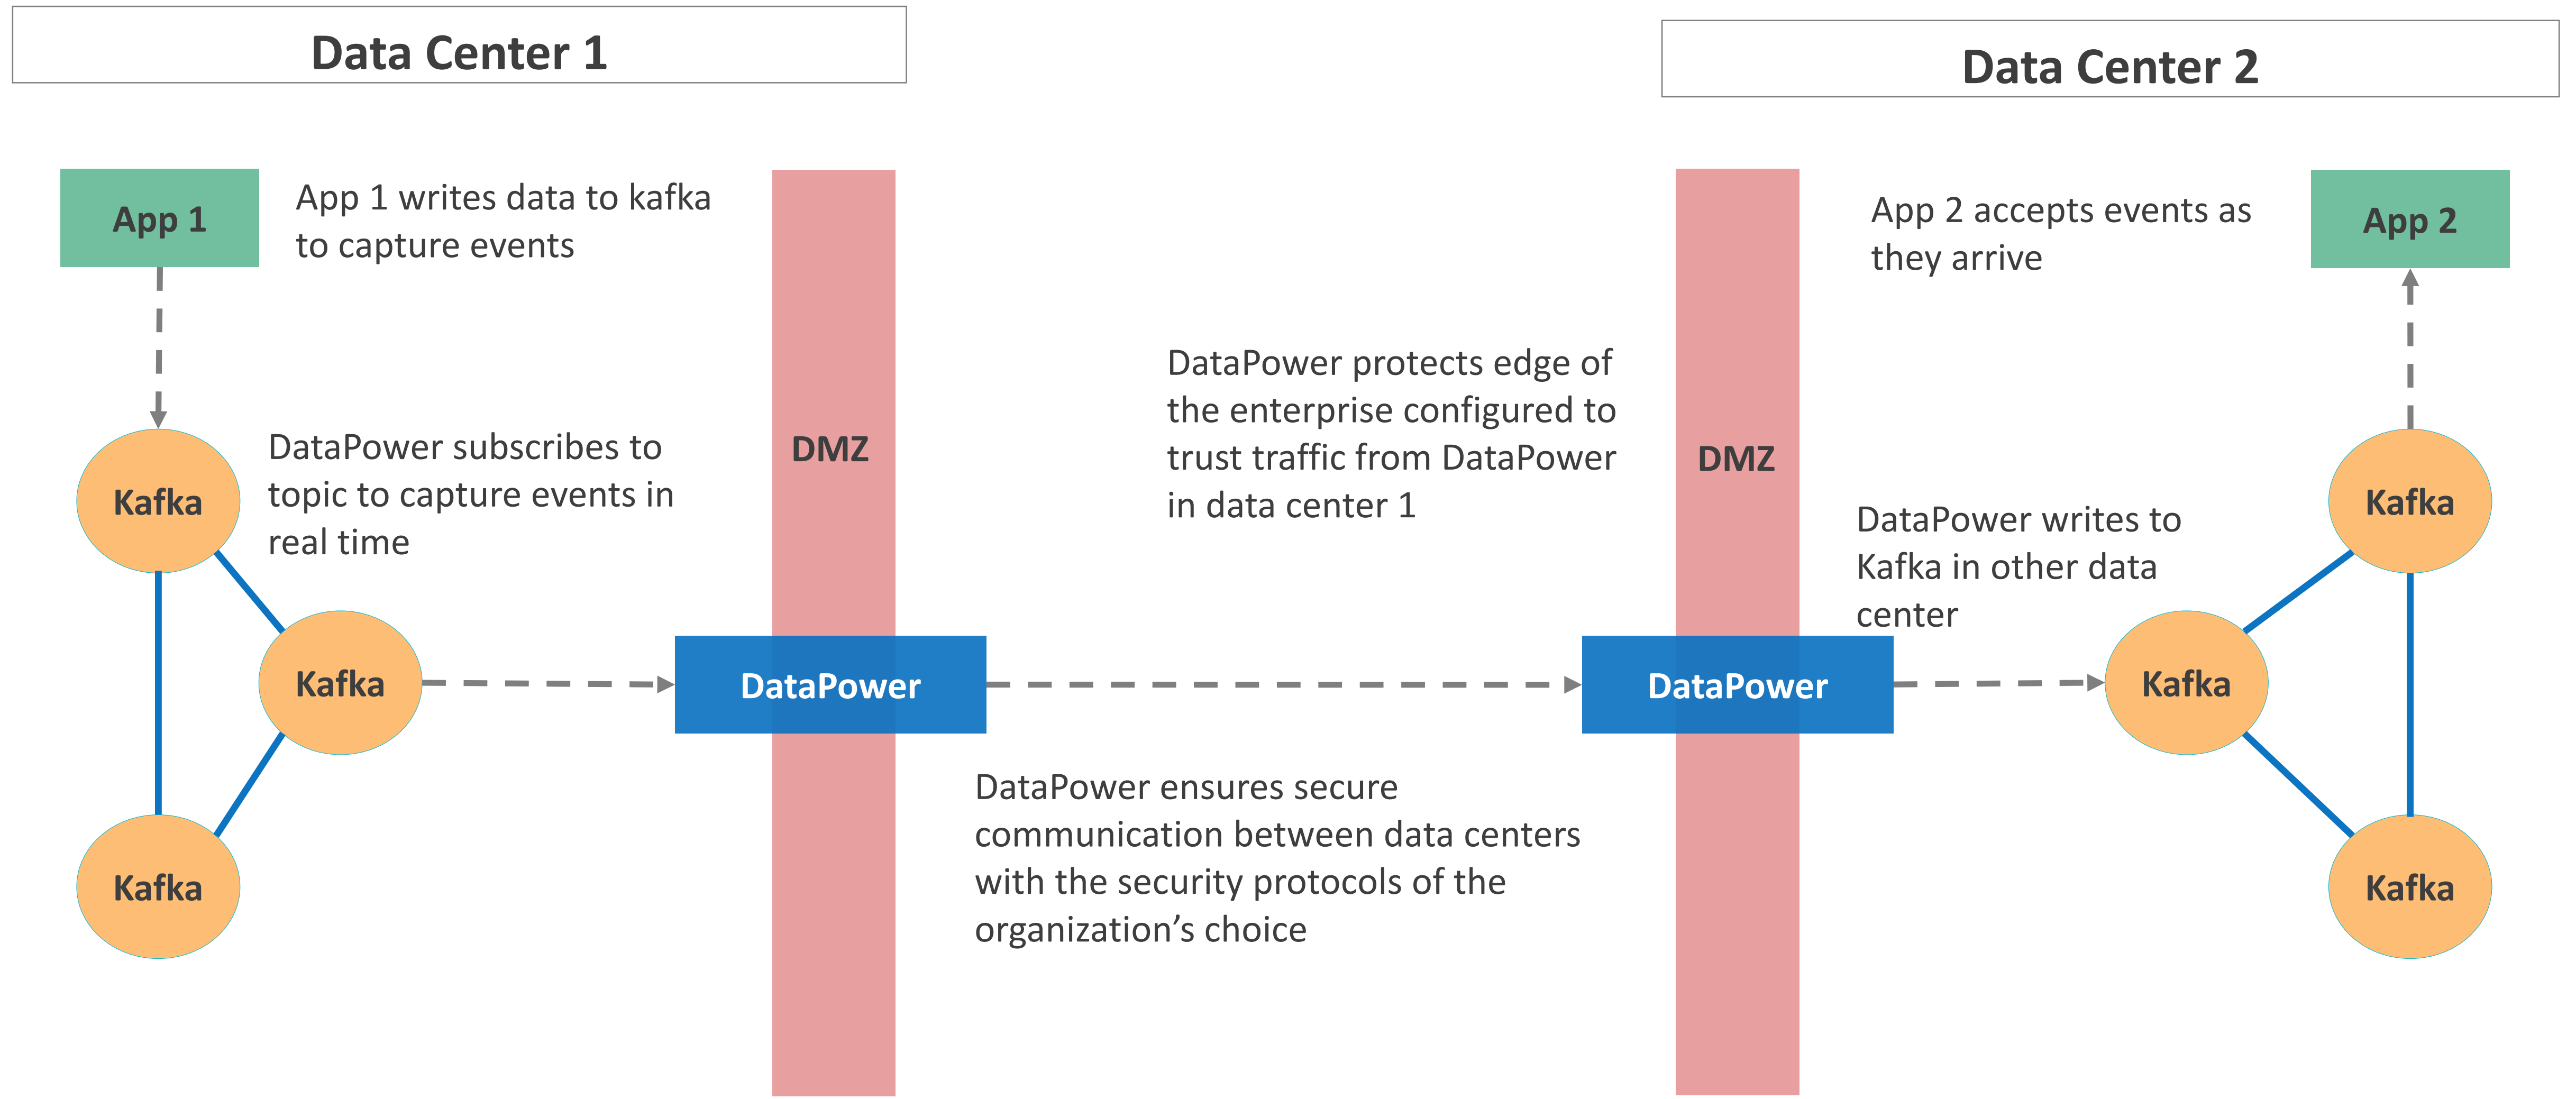 Data Center 1
Data Center 2
App 1
App 1 writes data to kafka
to capture events
App 2 accepts events as
they arrive
App 2
DataPower protects edge of
the enterprise configured to
trust traffic from DataPower
in data center 1
DMZ
DMZ
Kafka
DataPower subscribes to
topic to capture events in
real time
DataPower writes to
Kafka in other data
center
Kafka
Kafka
DataPower
DataPower
Kafka
DataPower ensures secure
communication between data centers
with the security protocols of the
organization’s choice
Kafka
Kafka